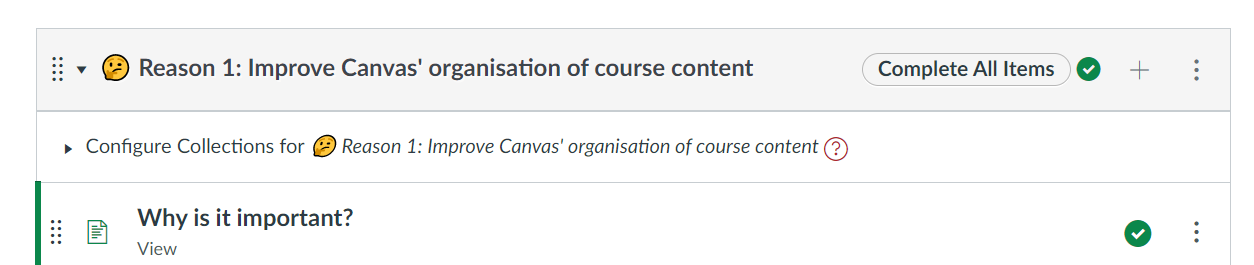 🤔 Reason 1: Improve Canvas' organisation of course content Complete All Items
Configure Collections for 🤔 Reason 1: Improve Canvas' organisation of course content ?
Why is it important?
View